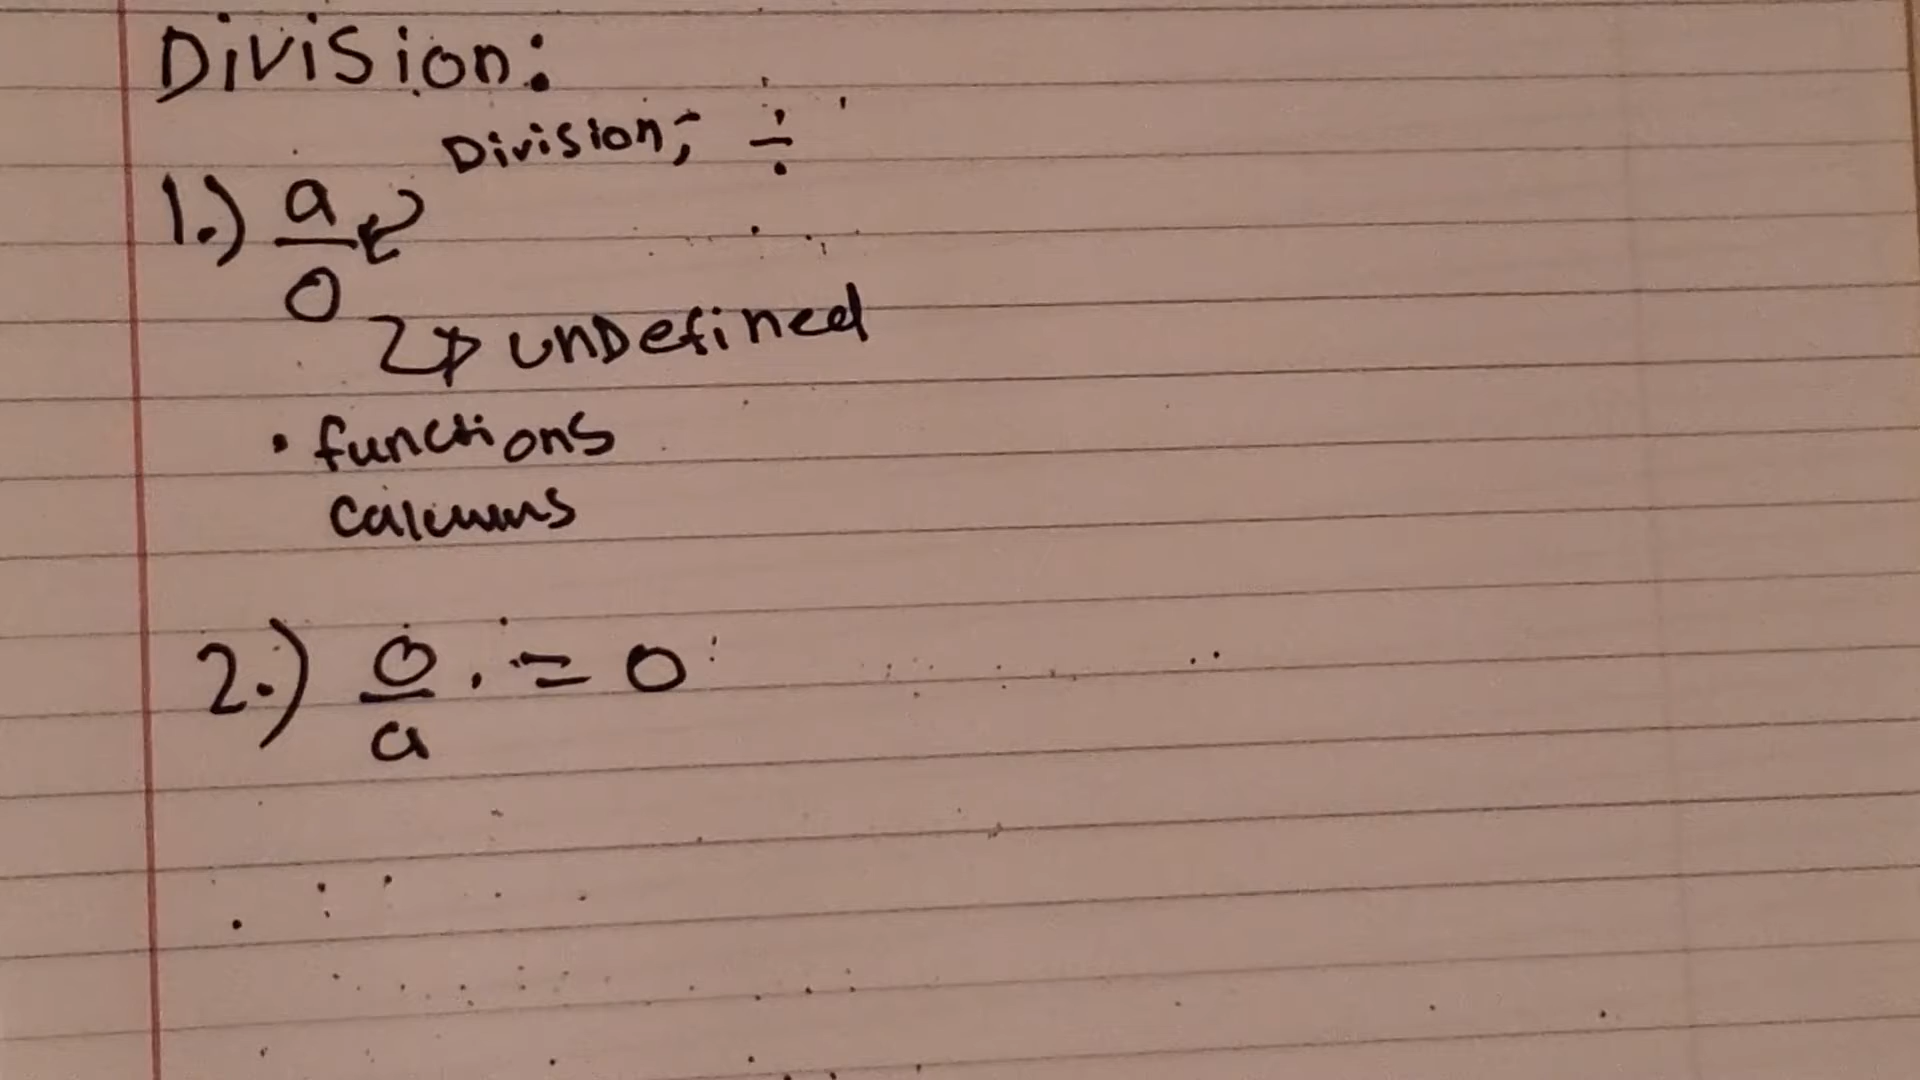 Division:
Division; ÷
1.) a/0
undefined
• functions
calculus
2.) 0/a = 0